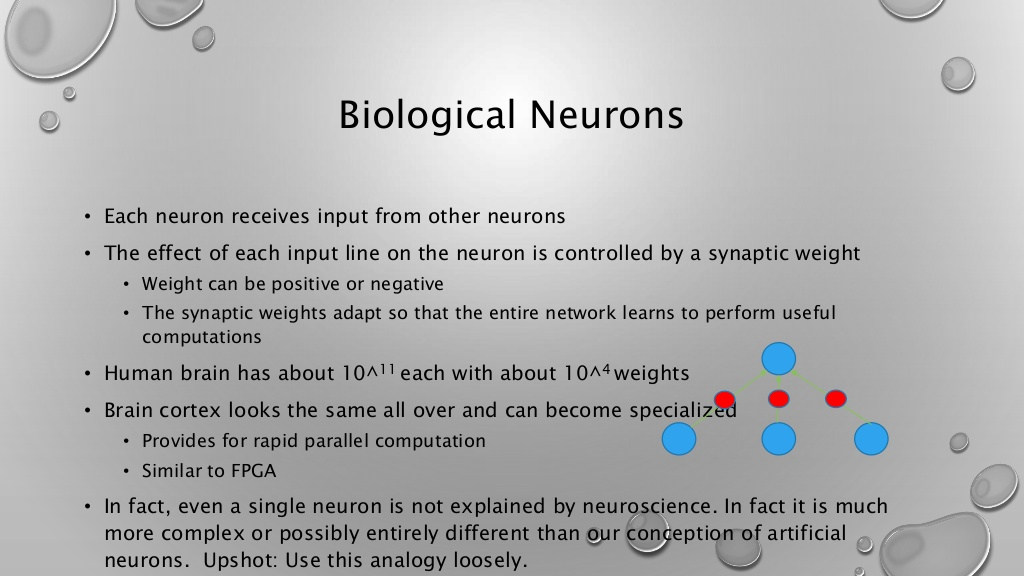 Biological Neurons
• Each neuron receives input from other neurons
• The effect of each input line on the neuron is controlled by a synaptic weight
• Weight can be positive or negative
• The synaptic weights adapt so that the entire network learns to perform useful
computations
• Human brain has about 10^¹¹ each with about 10^⁴ weights
• Brain cortex looks the same all over and can become specialized
• Provides for rapid parallel computation
• Similar to FPGA
• In fact, even a single neuron is not explained by neuroscience. In fact it is much
more complex or possibly entirely different than our conception of artificial
neurons.  Upshot: Use this analogy loosely.